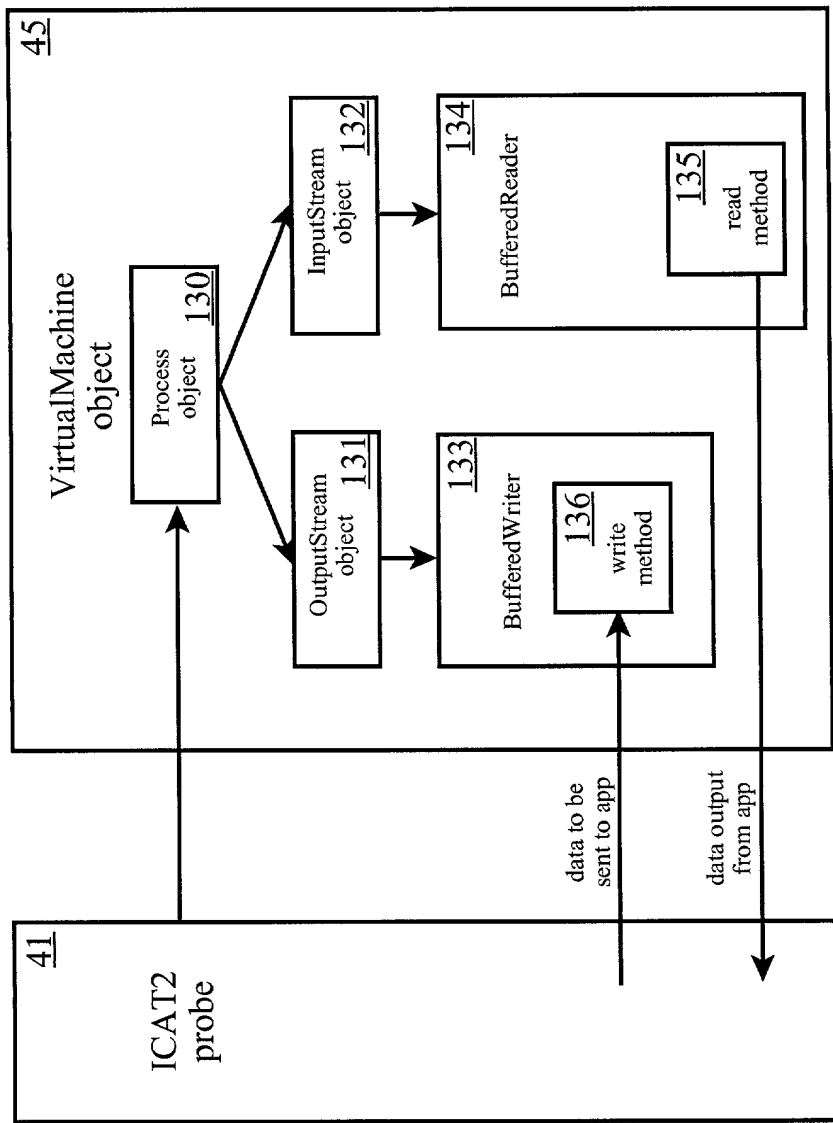 41
ICAT2
probe
data to be
sent to app
data output
from app
45
VirtualMachine
object
Process
object
130
OutputStream
object
131
InputStream
object
132
133
BufferedWriter
136
write
method
134
BufferedReader
135
read
method